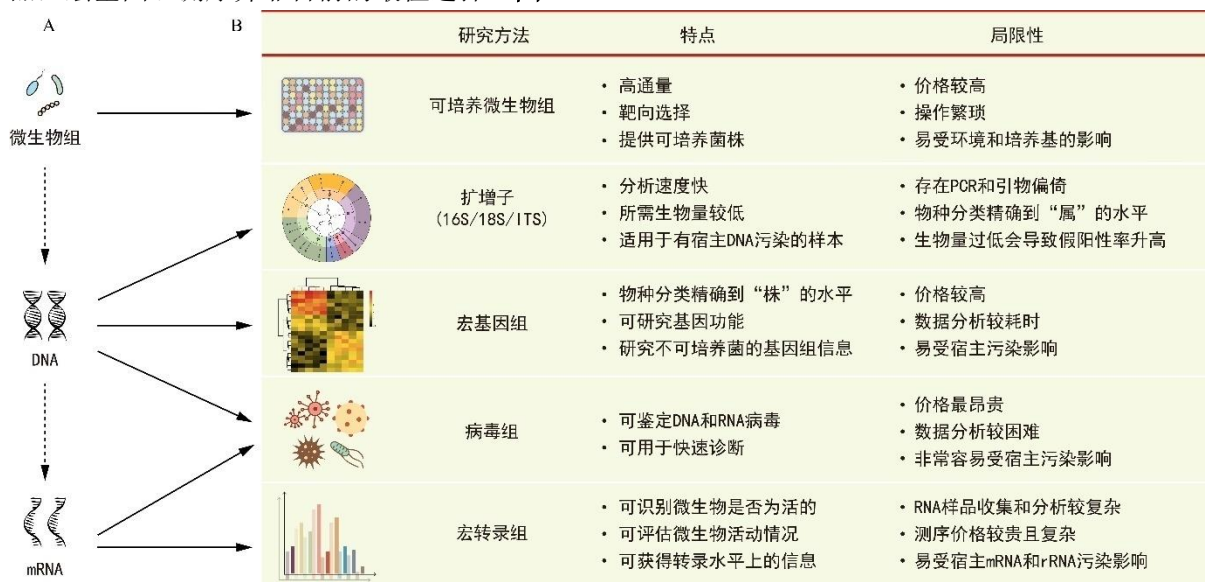 A B
研究方法 特点 局限性
微生物组
可培养微生物组
• 高通量
• 靶向选择
• 提供可培养菌株
• 价格较高
• 操作繁琐
• 易受环境和培养基的影响
扩增子
(16S/18S/ITS)
• 分析速度快
• 所需生物量较低
• 适用于有宿主DNA污染的样本
• 存在PCR和引物偏倚
• 物种分类精确到“属”的水平
• 生物量过低会导致假阳性率升高
DNA
宏基因组
• 物种分类精确到“株”的水平
• 可研究基因功能
• 研究不可培养菌的基因组信息
• 价格较高
• 数据分析较耗时
• 易受宿主污染影响
病毒组
• 可鉴定DNA和RNA病毒
• 可用于快速诊断
• 价格最昂贵
• 数据分析较困难
• 非常容易受宿主污染影响
mRNA
宏转录组
• 可识别微生物是否为活的
• 可评估微生物活动情况
• 可获得转录水平上的信息
• RNA样品收集和分析较复杂
• 测序价格较贵且复杂
• 易受宿主mRNA和rRNA污染影响